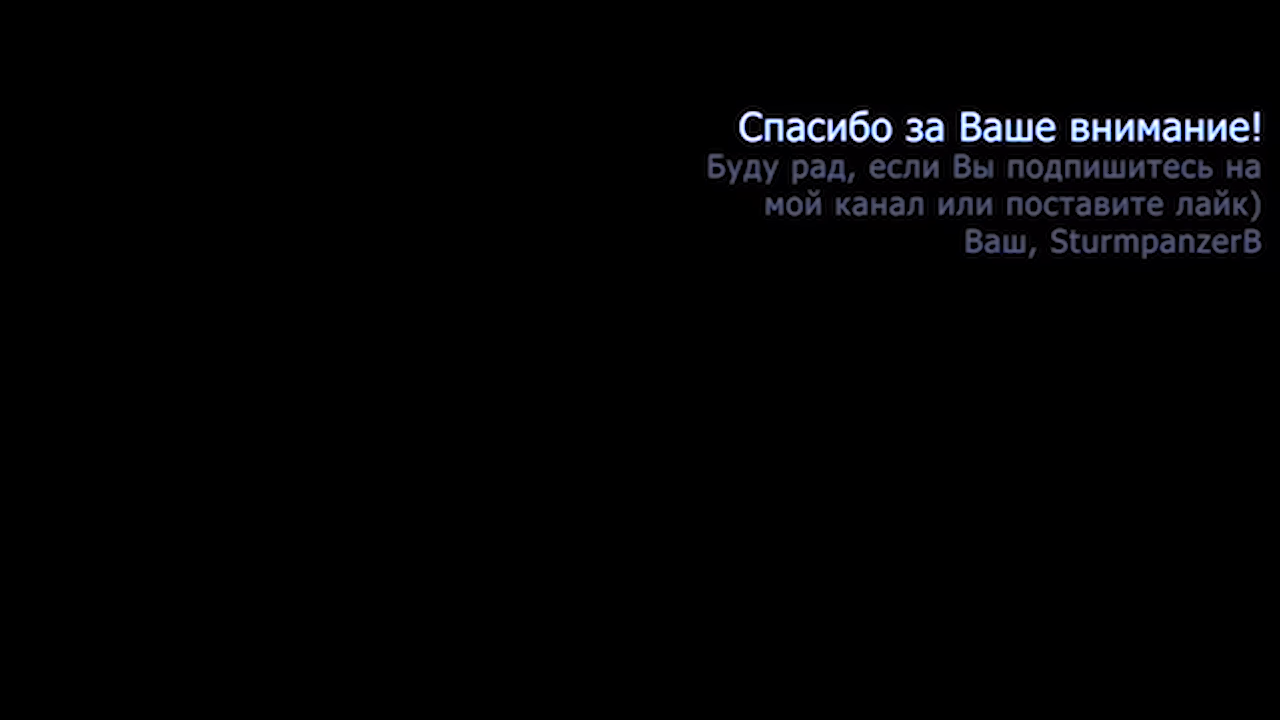 Спасибо за Ваше внимание!
Буду рад, если Вы подпишитесь на
мой канал или поставите лайк)
Ваш, SturmpanzerB